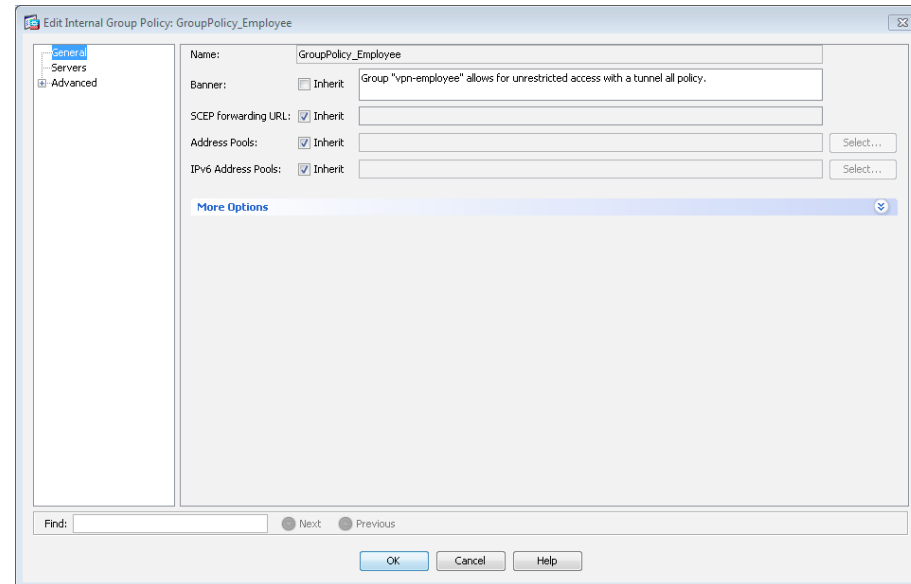 Edit Internal Group Policy: GroupPolicy_Employee
General
Servers
Advanced
Name: GroupPolicy_Employee
Banner: Inherit Group "vpn-employee" allows for unrestricted access with a tunnel all policy.
SCEP forwarding URL: Inherit
Address Pools: Inherit Select...
IPv6 Address Pools: Inherit Select...
More Options
Find: Next Previous
OK Cancel Help